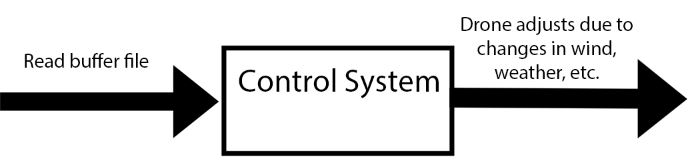 Read buffer file
Control System
Drone adjusts due to
changes in wind,
weather, etc.